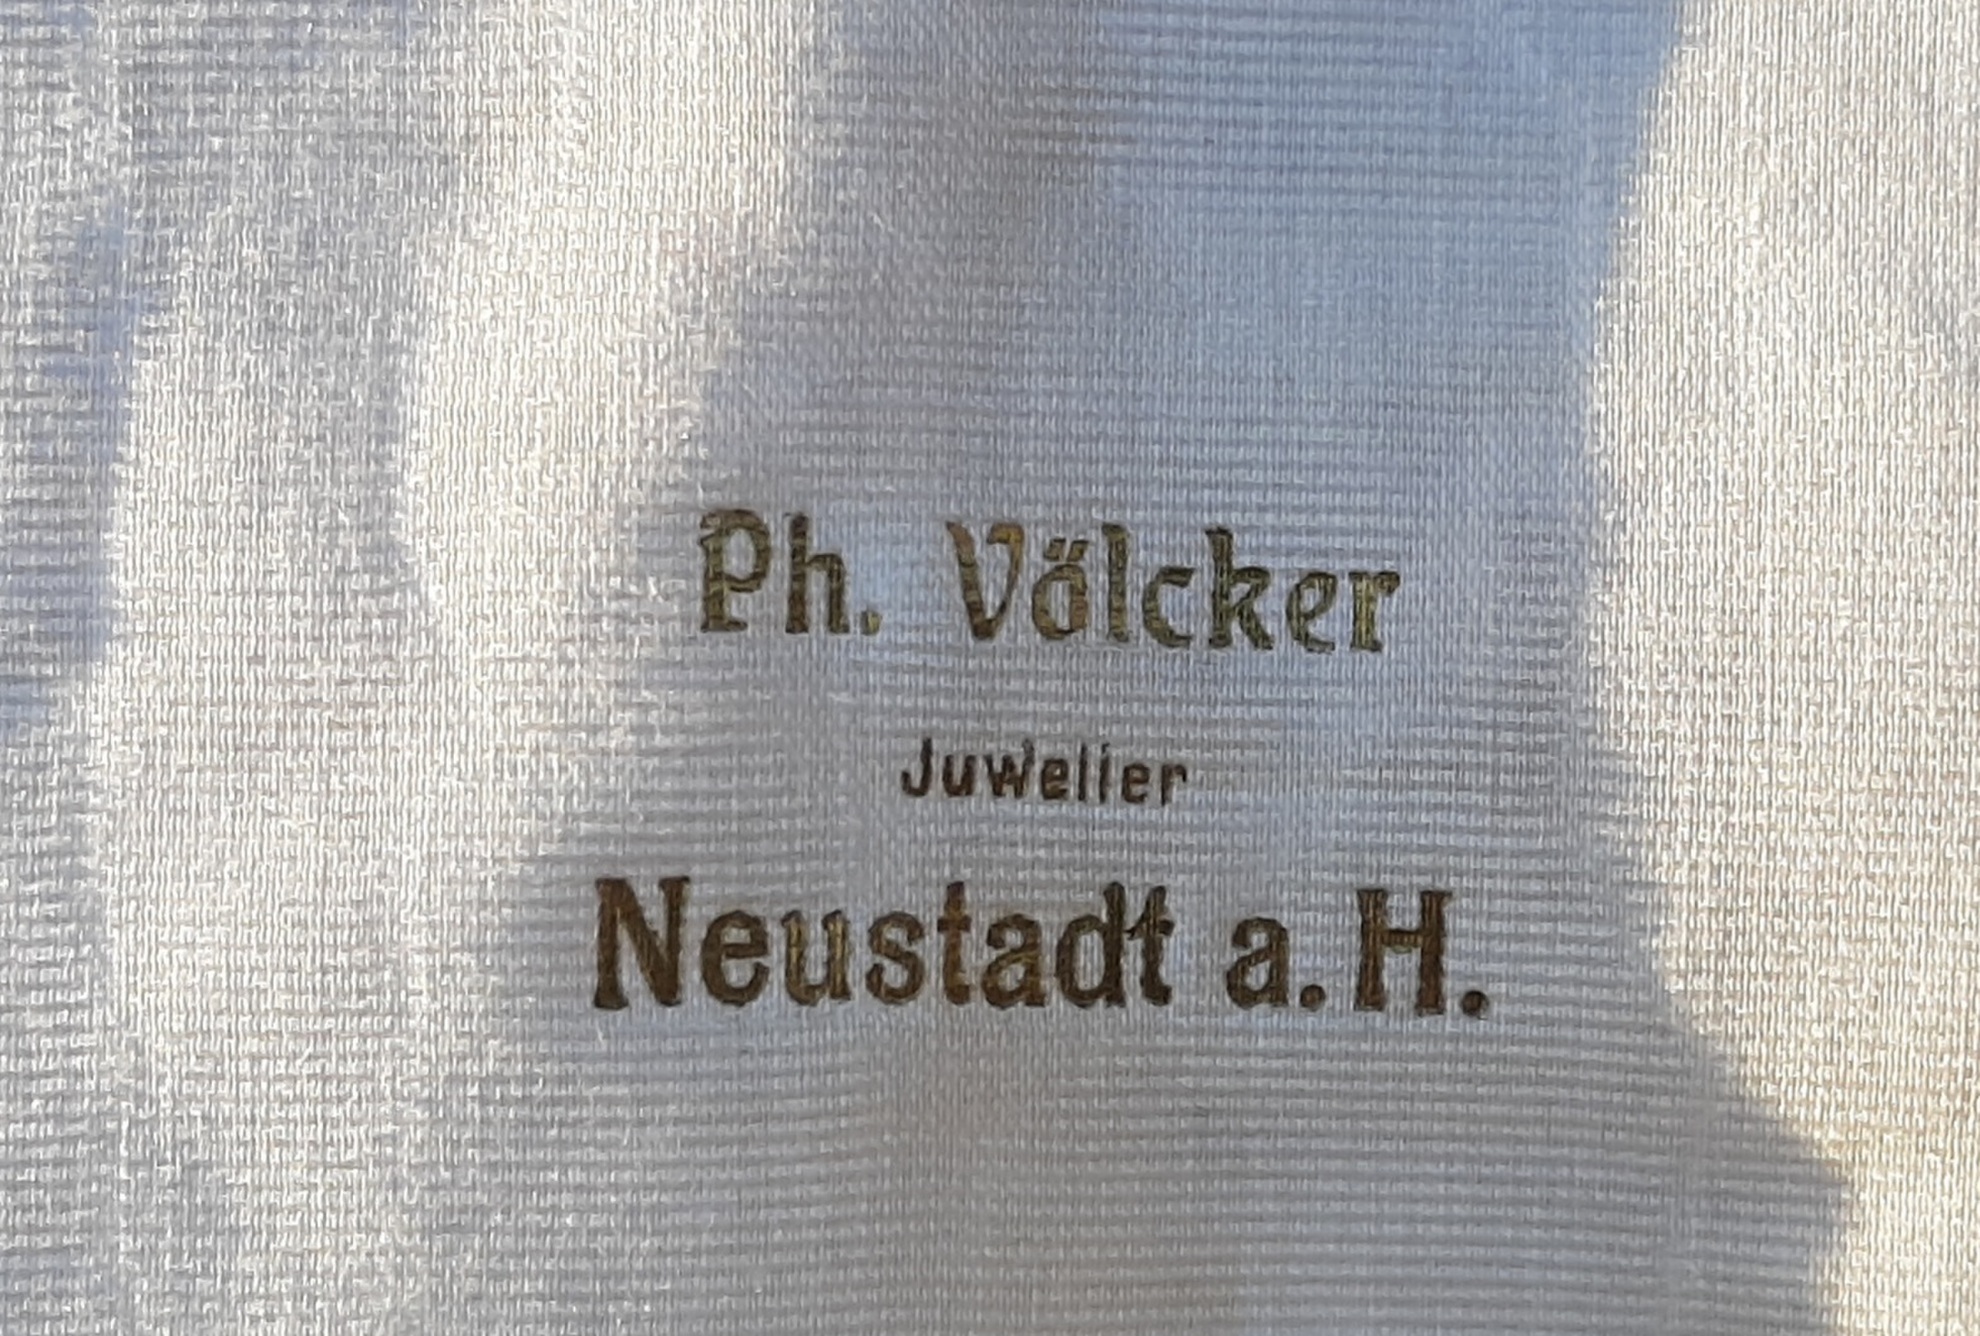 Ph. Völcker
Juwelier
Neustadt a. H.